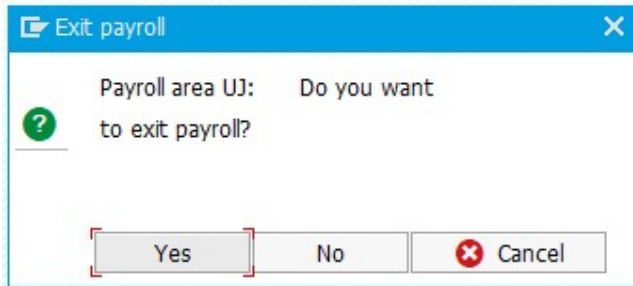 Exit payroll
Payroll area UJ: Do you want
to exit payroll?
Yes No Cancel